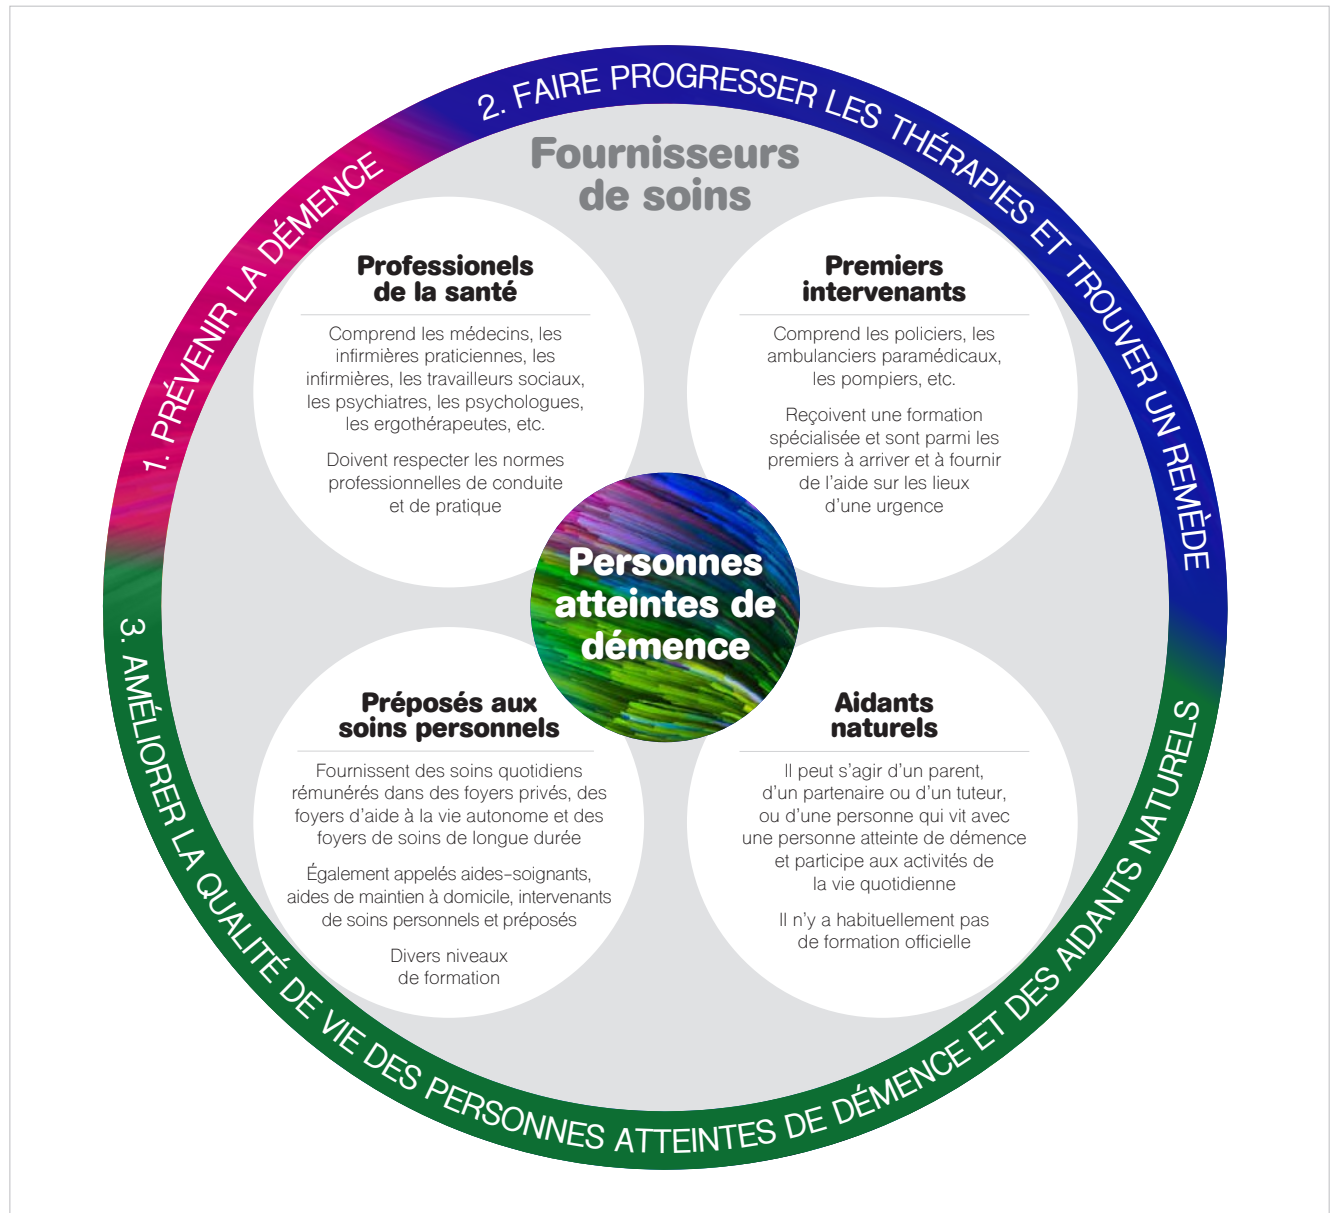 1. PRÉVENIR LA DÉMENCE
2. FAIRE PROGRESSER LES THÉRAPIES ET TROUVER UN REMÈDE
3. AMÉLIORER LA QUALITÉ DE VIE DES PERSONNES ATTEINTES DE DÉMENCE ET DES AIDANTS NATURELS
Fournisseurs
de soins
Professionels
de la santé
Comprend les médecins, les
infirmières praticiennes, les
infirmières, les travailleurs sociaux,
les psychiatres, les psychologues,
les ergothérapeutes, etc.
Doivent respecter les normes
professionnelles de conduite
et de pratique
Premiers
intervenants
Comprend les policiers, les
ambulanciers paramédicaux,
les pompiers, etc.
Reçoivent une formation
spécialisée et sont parmi les
premiers à arriver et à fournir
de l'aide sur les lieux
d'une urgence
Personnes
atteintes de
démence
Préposés aux
soins personnels
Fournissent des soins quotidiens
rémunérés dans des foyers privés, des
foyers d'aide à la vie autonome et des
foyers de soins de longue durée
Également appelés aides-soignants,
aides de maintien à domicile, intervenants
de soins personnels et préposés
Divers niveaux
de formation
Aidants
naturels
Il peut s'agir d'un parent,
d'un partenaire ou d'un tuteur,
ou d'une personne qui vit avec
une personne atteinte de démence
et participe aux activités de
la vie quotidienne
Il n'y a habituellement pas
de formation officielle